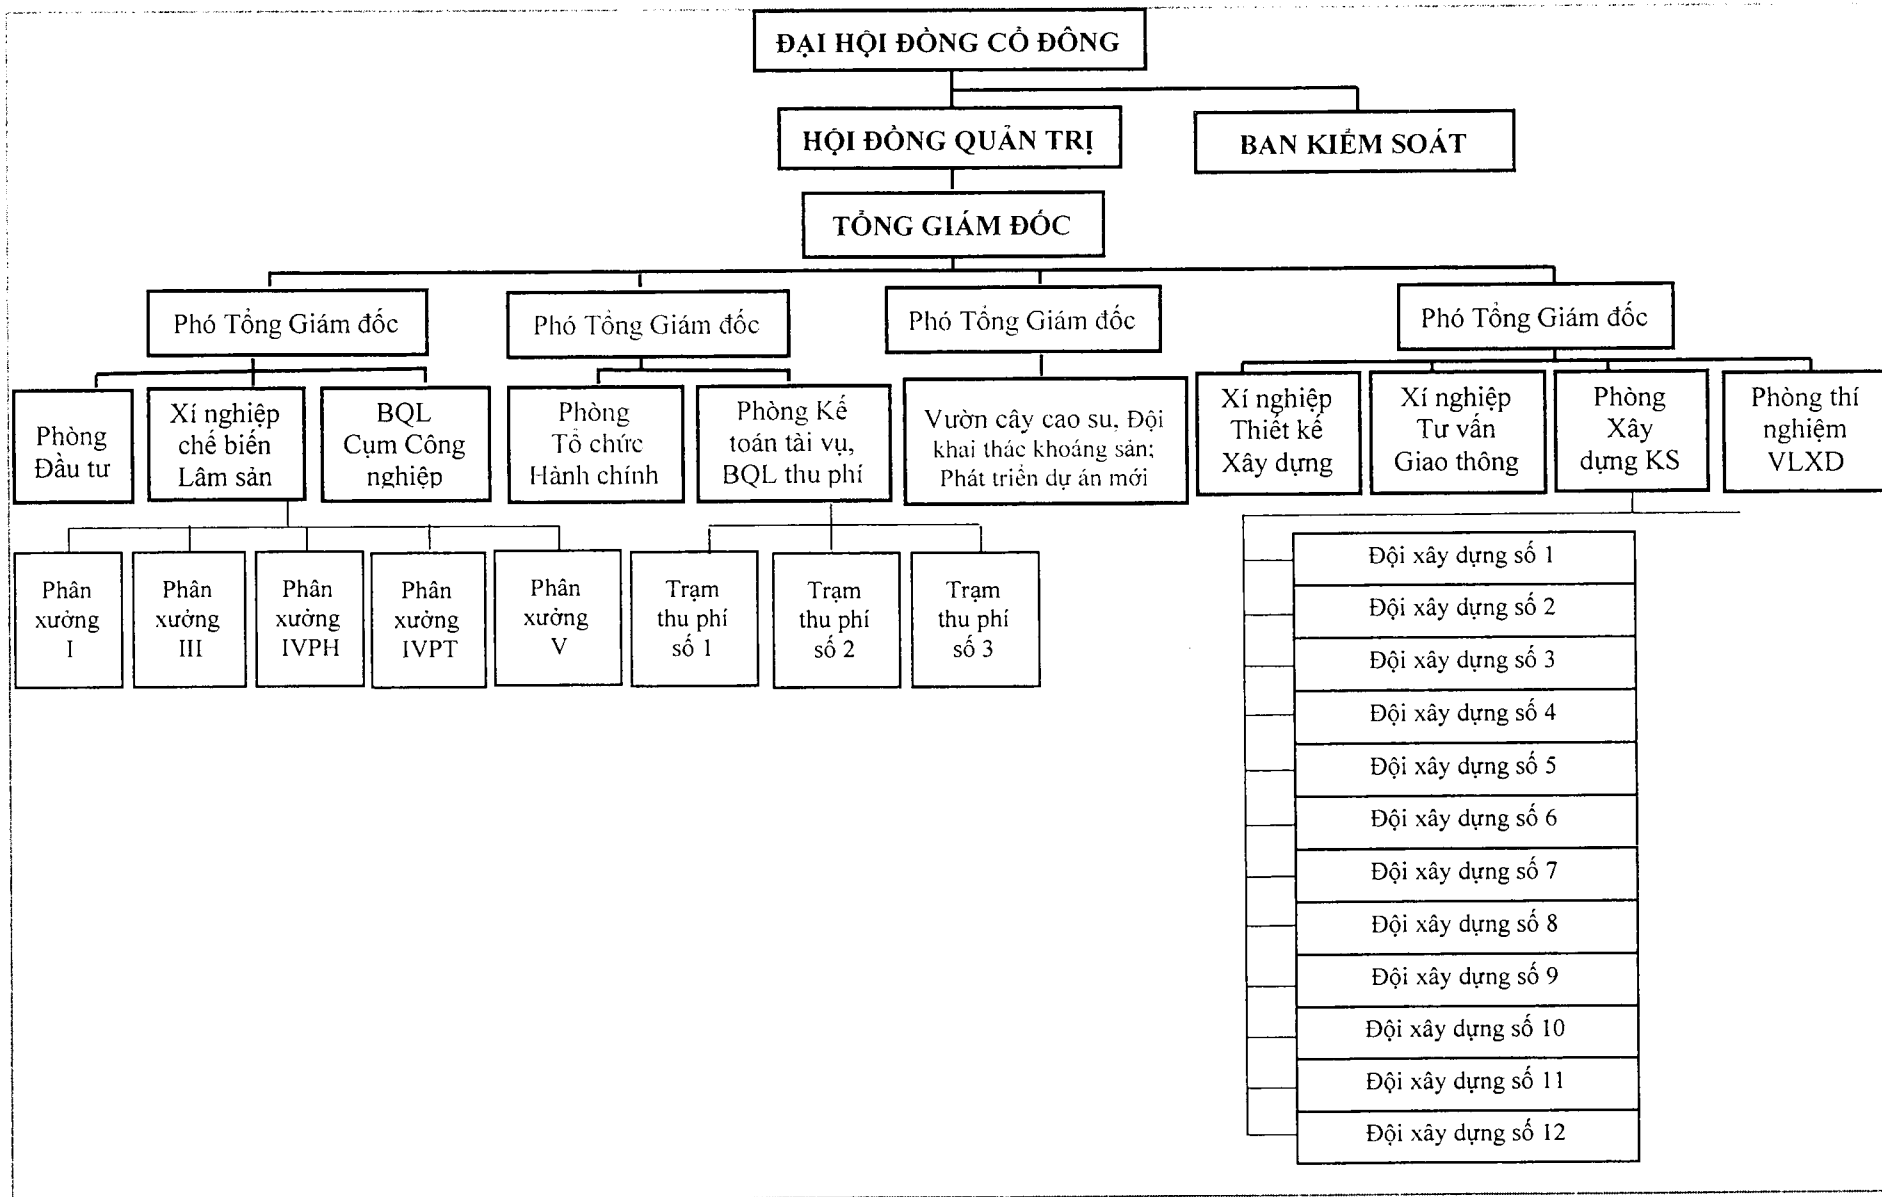 ĐẠI HỘI ĐỒNG CỔ ĐÔNG
HỘI ĐỒNG QUẢN TRỊ
BAN KIỂM SOÁT
TỔNG GIÁM ĐỐC
Phó Tổng Giám đốc
Phó Tổng Giám đốc
Phó Tổng Giám đốc
Phó Tổng Giám đốc
Phòng
Đầu tư
Xí nghiệp
chế biến
Lâm sản
BQL
Cụm Công
nghiệp
Phòng
Tổ chức
Hành chính
Phòng Kế
toán tài vụ,
BQL thu phí
Vườn cây cao su, Đội
khai thác khoáng sản;
Phát triển dự án mới
Xí nghiệp
Thiết kế
Xây dựng
Xí nghiệp
Tư vấn
Giao thông
Phòng
Xây
dựng KS
Phòng thí
nghiệm
VLXD
Phân
xưởng
I
Phân
xưởng
III
Phân
xưởng
IVPH
Phân
xưởng
IVPT
Phân
xưởng
V
Trạm
thu phí
số 1
Trạm
thu phí
số 2
Trạm
thu phí
số 3
Đội xây dựng số 1
Đội xây dựng số 2
Đội xây dựng số 3
Đội xây dựng số 4
Đội xây dựng số 5
Đội xây dựng số 6
Đội xây dựng số 7
Đội xây dựng số 8
Đội xây dựng số 9
Đội xây dựng số 10
Đội xây dựng số 11
Đội xây dựng số 12